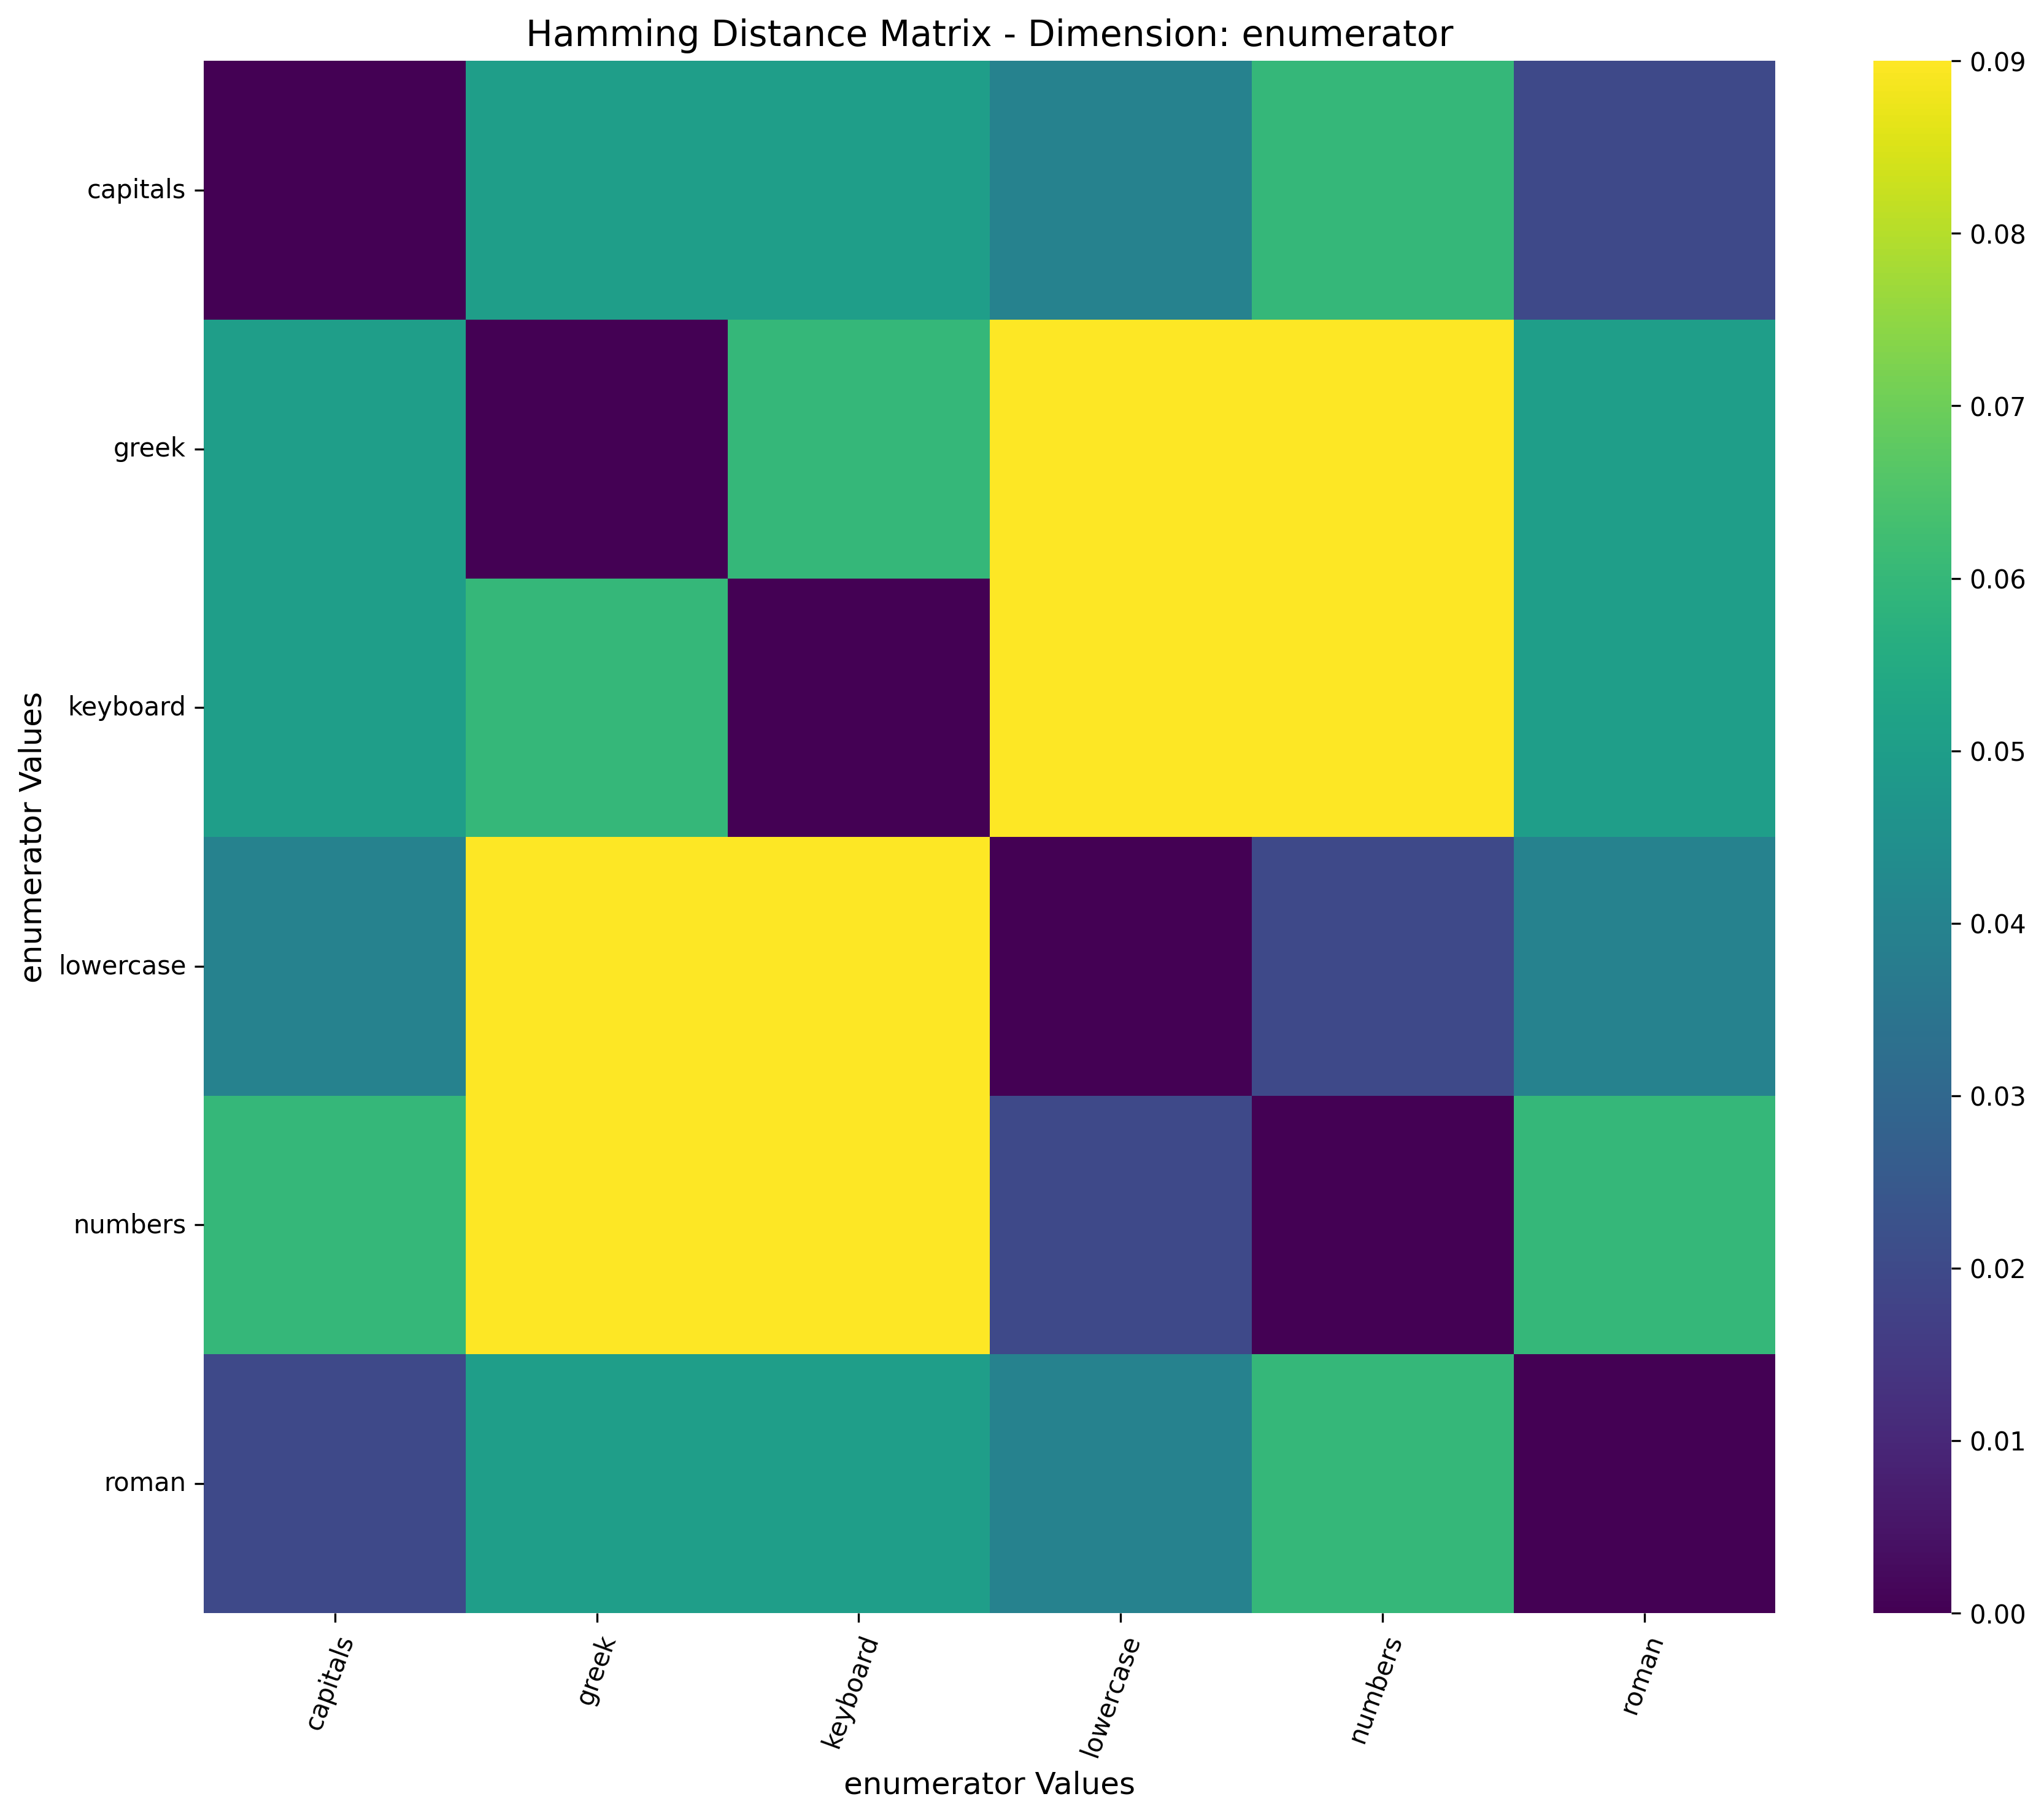 Hamming Distance Matrix - Dimension: enumerator
enumerator Values
capitals
greek
keyboard
lowercase
numbers
roman
capitals
greek
keyboard
lowercase
numbers
roman
enumerator Values
0.09
0.08
0.07
0.06
0.05
0.04
0.03
0.02
0.01
0.00